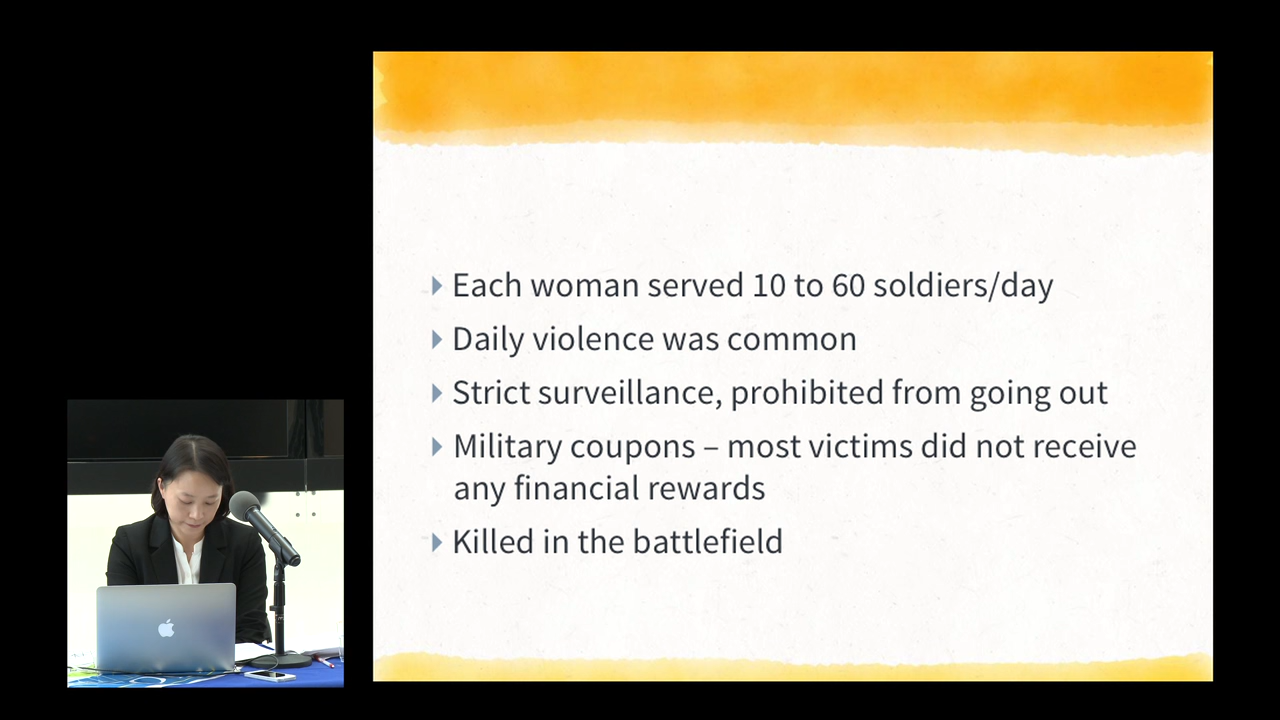 Each woman served 10 to 60 soldiers/day
Daily violence was common
Strict surveillance, prohibited from going out
Military coupons – most victims did not receive
any financial rewards
Killed in the battlefield